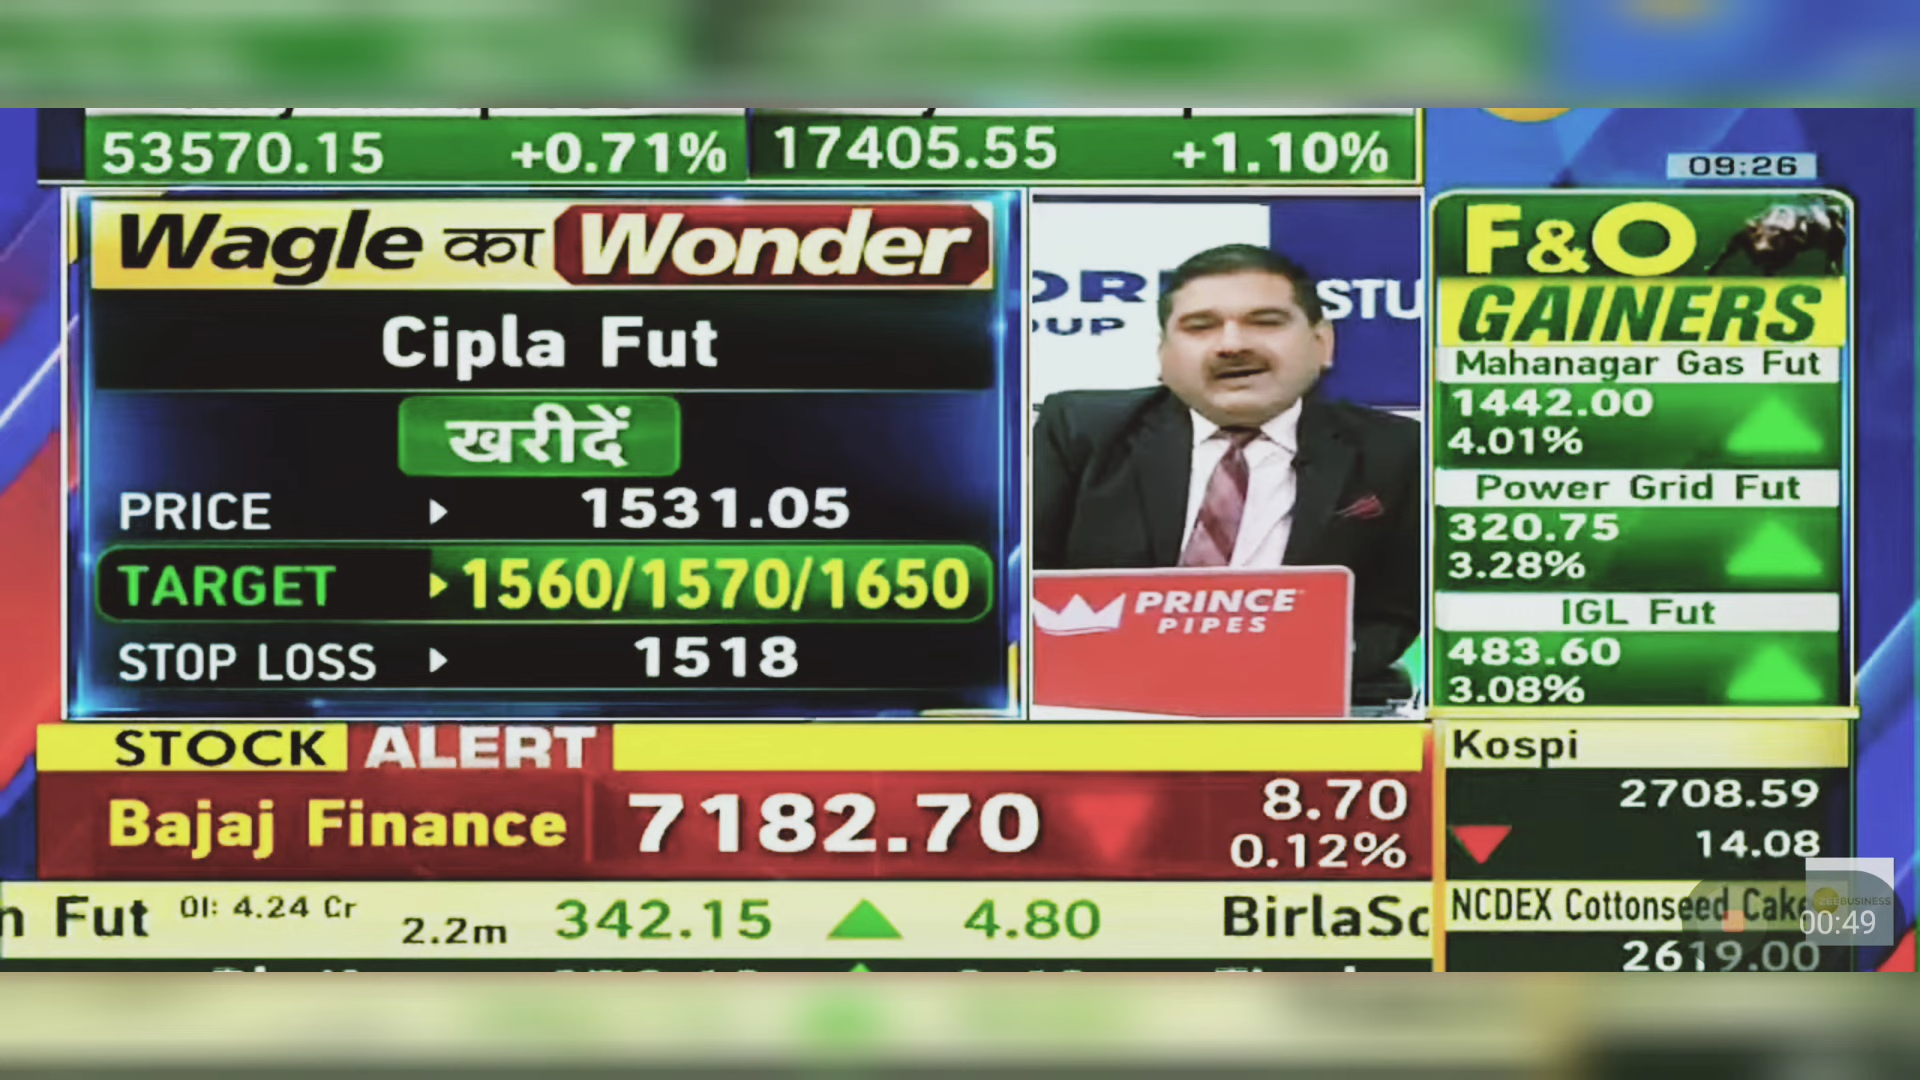 53570.15 +0.71% 17405.55 +1.10%
09:26
Wagle का Wonder
Cipla Fut
खरीदें
PRICE 1531.05
TARGET 1560/1570/1650
STOP LOSS 1518
STU
PRINCE
PIPES
F&O
GAINERS
Mahanagar Gas Fut
1442.00
4.01%
Power Grid Fut
320.75
3.28%
IGL Fut
483.60
3.08%
STOCK ALERT
Bajaj Finance 7182.70 8.70
0.12%
Kospi
2708.59
14.08
n Fut OI: 4.24 Cr 2.2m 342.15 4.80 BirlaSc
NCDEX Cottonseed Cake
ZEEBUSINESS
00:49
2619.00